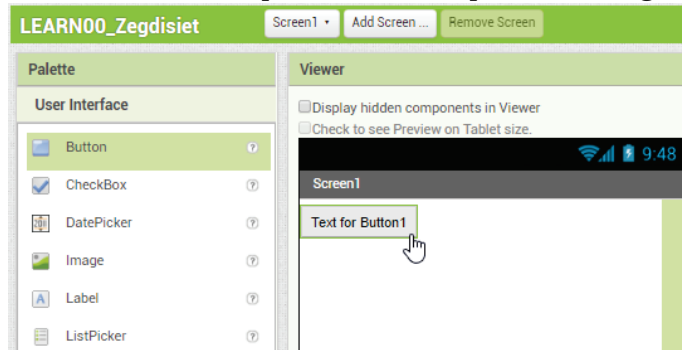 LEARN00_Zegdisiet
Screen1 Add Screen ... Remove Screen
Palette
User Interface
Button ?
CheckBox ?
DatePicker ?
Image ?
Label ?
ListPicker ?
Viewer
Display hidden components in Viewer
Check to see Preview on Tablet size.
9:48
Screen1
Text for Button1